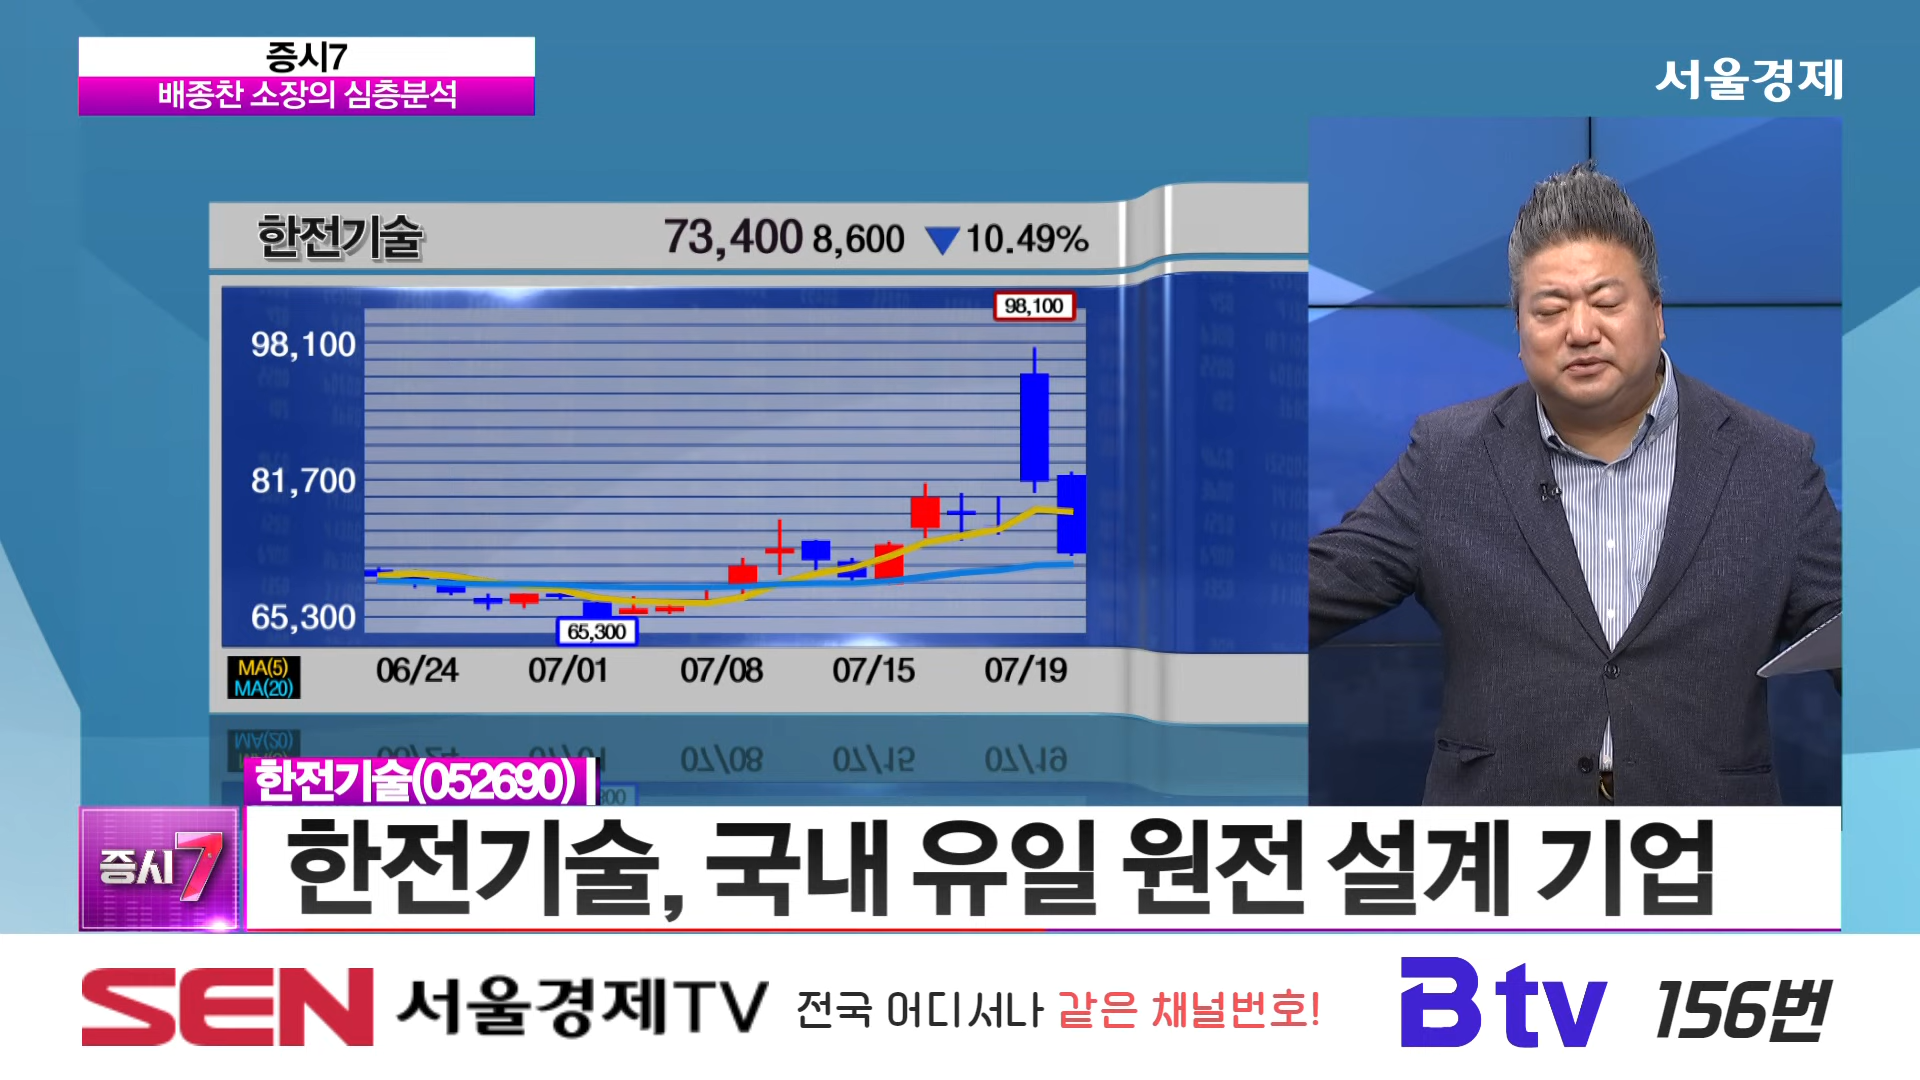 증시7
배종찬 소장의 심층분석
서울경제
한전기술 73,400 8,600 ▼10.49%
98,100
98,100
81,700
65,300
65,300
MA(5)
MA(20)
06/24 07/01 07/08 07/15 07/19
한전기술(052690)
증시7
한전기술, 국내 유일 원전 설계 기업
SEN 서울경제TV 전국 어디서나 같은 채널번호! B tv 156번